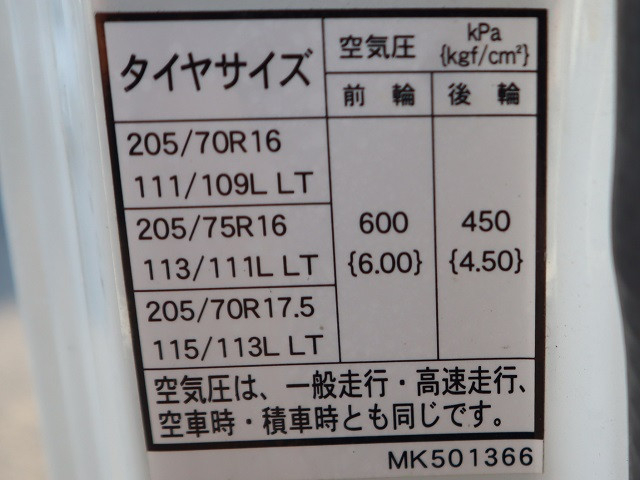 タイヤサイズ
空気圧
kPa
{kgf/cm²}
前 輪
後 輪
205/70R16
111/109L LT
205/75R16
113/111L LT
205/70R17.5
115/113L LT
600
{6.00}
450
{4.50}
空気圧は、一般走行・高速走行、
空車時・積車時とも同じです。
MK501366